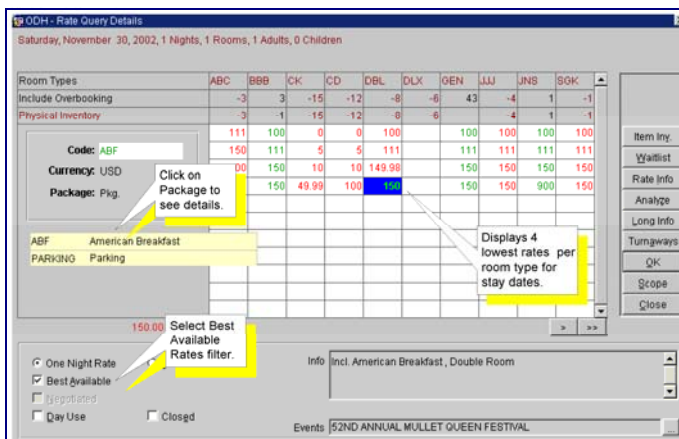 ODH - Rate Query Details
Saturday, November 30, 2002, 1 Nights, 1 Rooms, 1 Adults, 0 Children
Room Types ABC BBB CK CD DBL DLX GEN JJJ JNS SGK
Include Overbooking -3 3 -15 -12 -8 -6 43 -4 1 -1
Physical Inventory -3 -1 -15 -12 -8 -6 -4 1 -1
111 100 0 0 100 100 100 100 100
Code: ABF 150 111 5 5 111 111 111 111 111
Currency: USD 150 10 10 149.98 150 150 150 150
Package: Pkg. 150 49.99 100 150 150 150 900 150
Click on
Package to
see details.
ABF American Breakfast
PARKING Parking
Displays 4
lowest rates per
room type for
stay dates.
Item Inv.
Waitlist
Rate Info
Analyze
Long Info
Turnaways
OK
Scope
Close
150.00
Select Best
Available
Rates filter.
> >>
One Night Rate
Best Available
Negotiated
Day Use Closed
Info Incl. American Breakfast , Double Room
Events 52ND ANNUAL MULLET QUEEN FESTIVAL ...